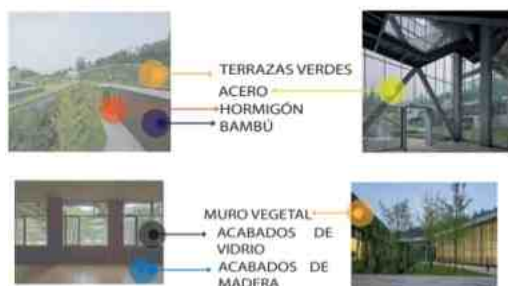 TERRAZAS VERDES
ACERO
HORMIGÓN
BAMBÚ
MURO VEGETAL
ACABADOS DE
VIDRIO
ACABADOS DE
MADERA